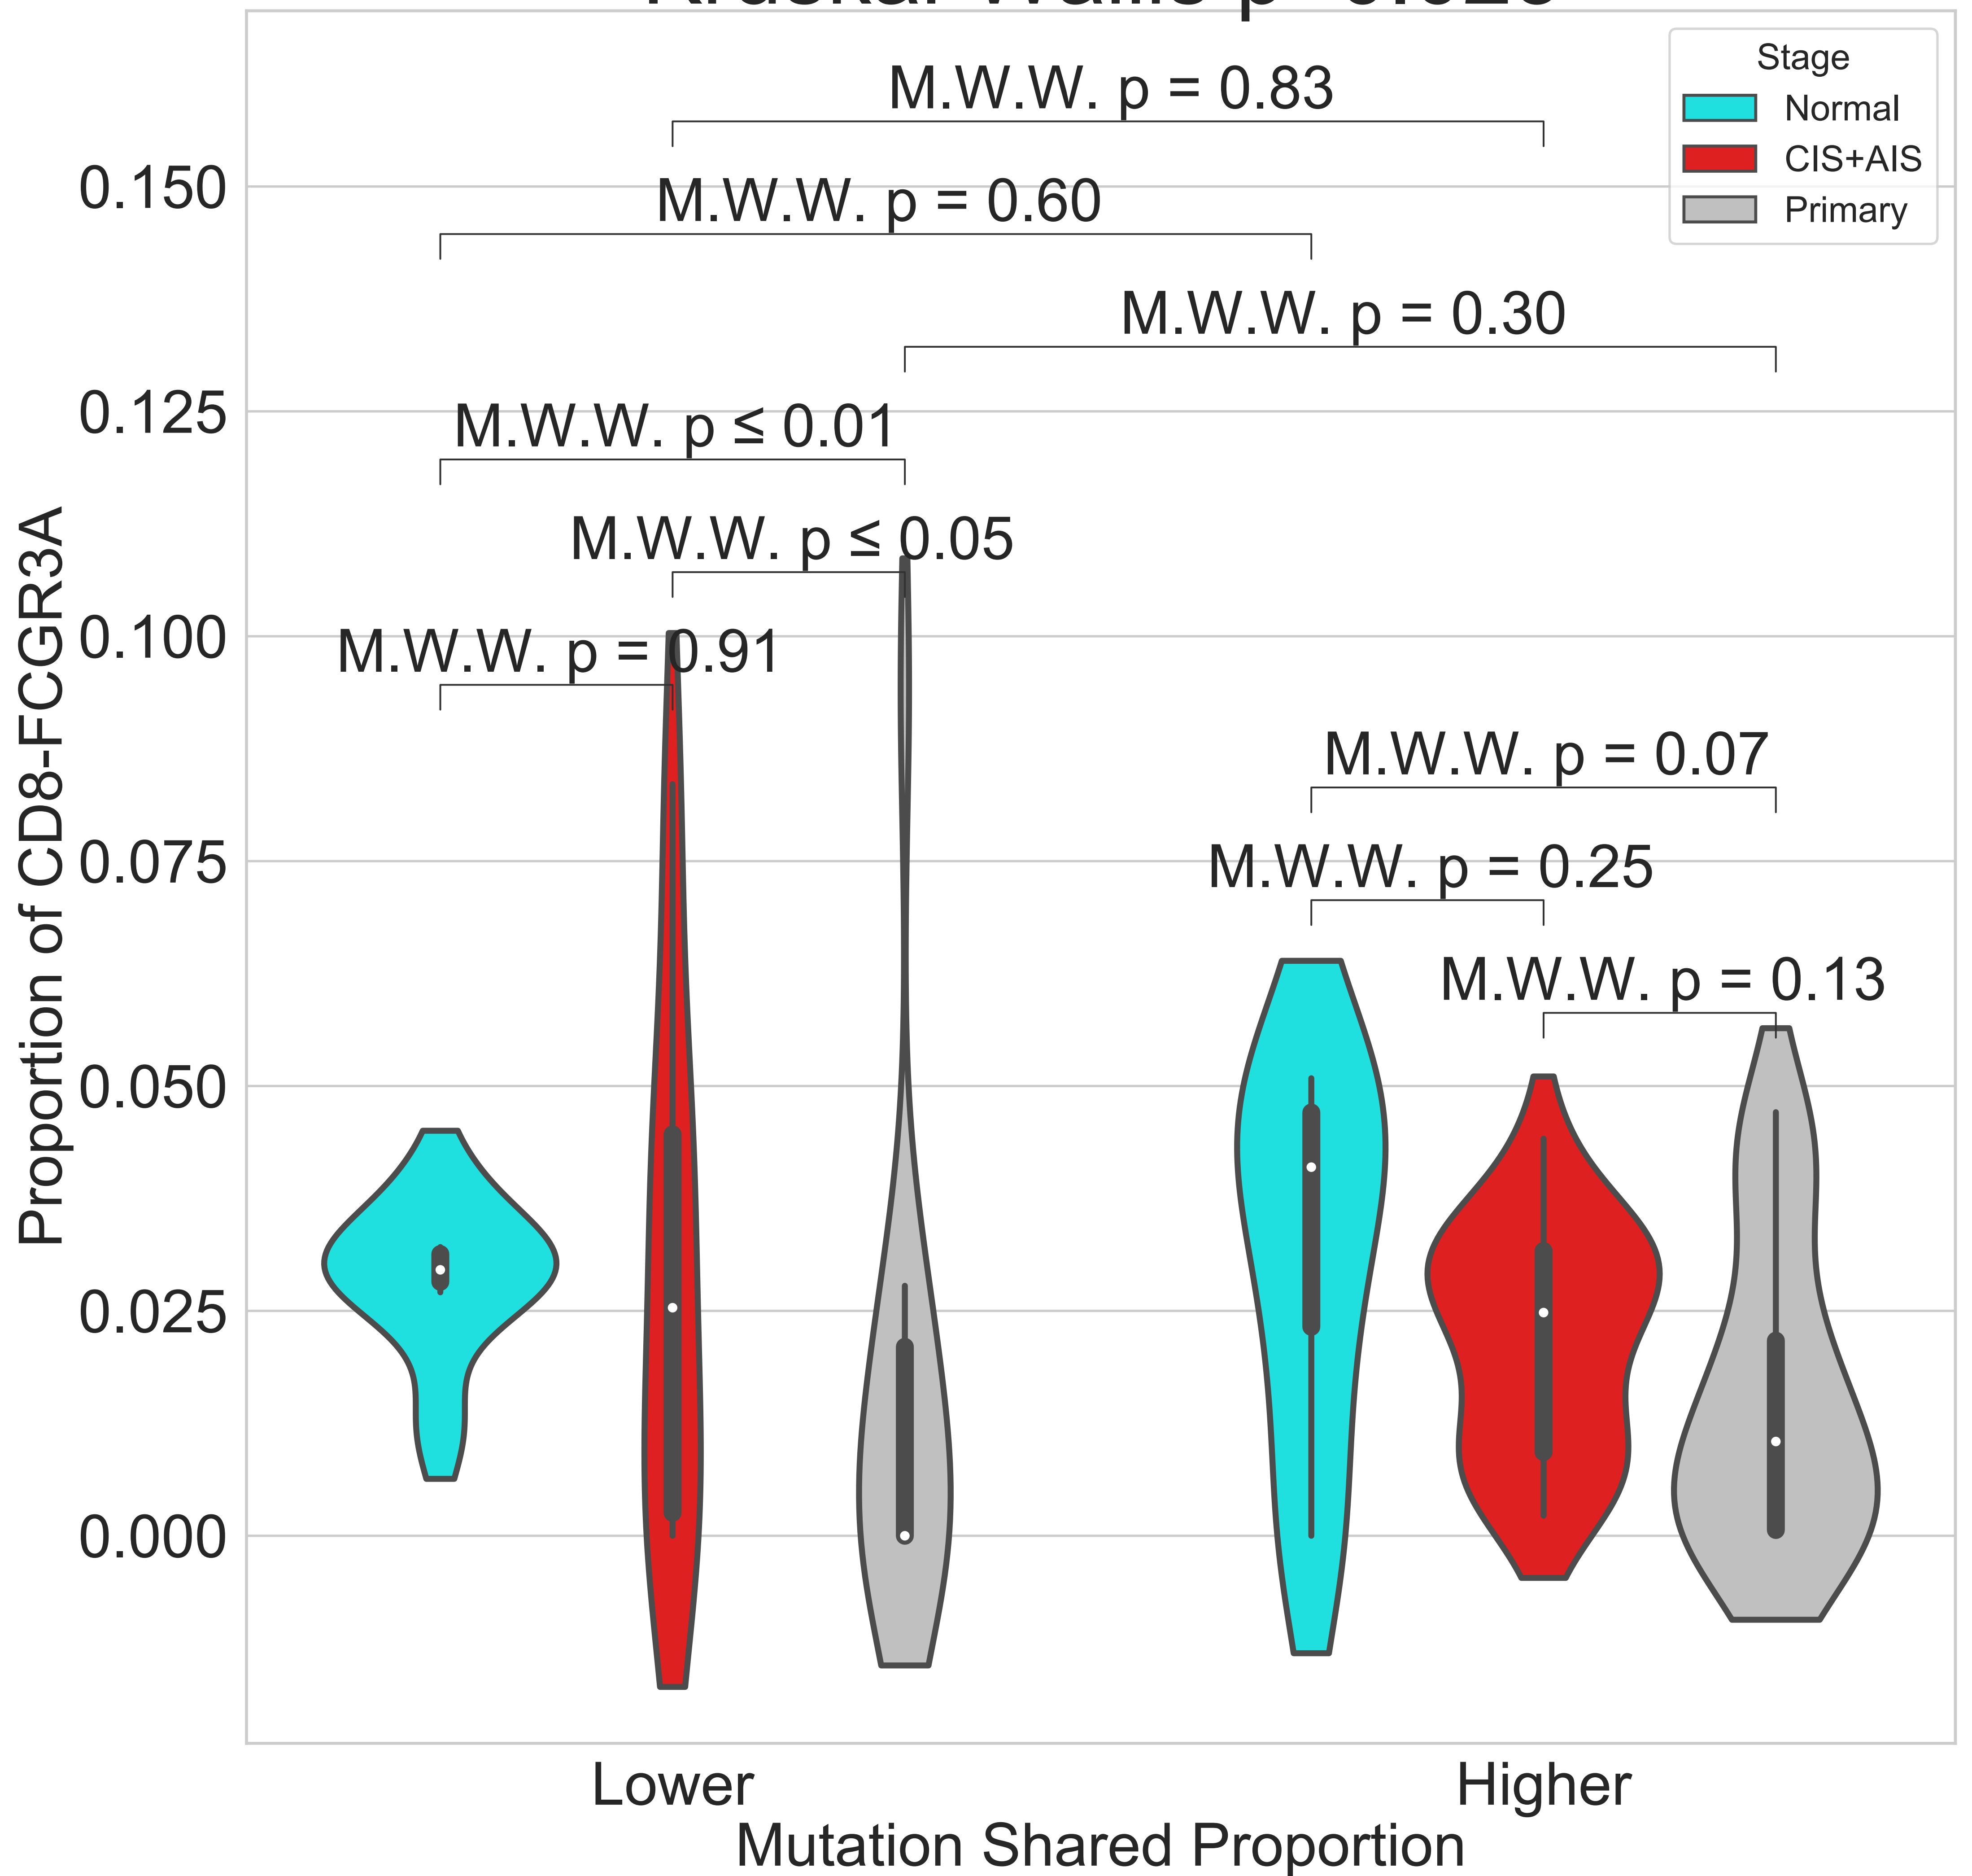 Stage
Normal
CIS+AIS
Primary
M.W.W. p = 0.83
0.150
M.W.W. p = 0.60
M.W.W. p = 0.30
0.125
M.W.W. p ≤ 0.01
M.W.W. p ≤ 0.05
0.100
M.W.W. p = 0.91
M.W.W. p = 0.07
0.075
M.W.W. p = 0.25
M.W.W. p = 0.13
0.050
0.025
0.000
Proportion of CD8-FCGR3A
Lower
Higher
Mutation Shared Proportion